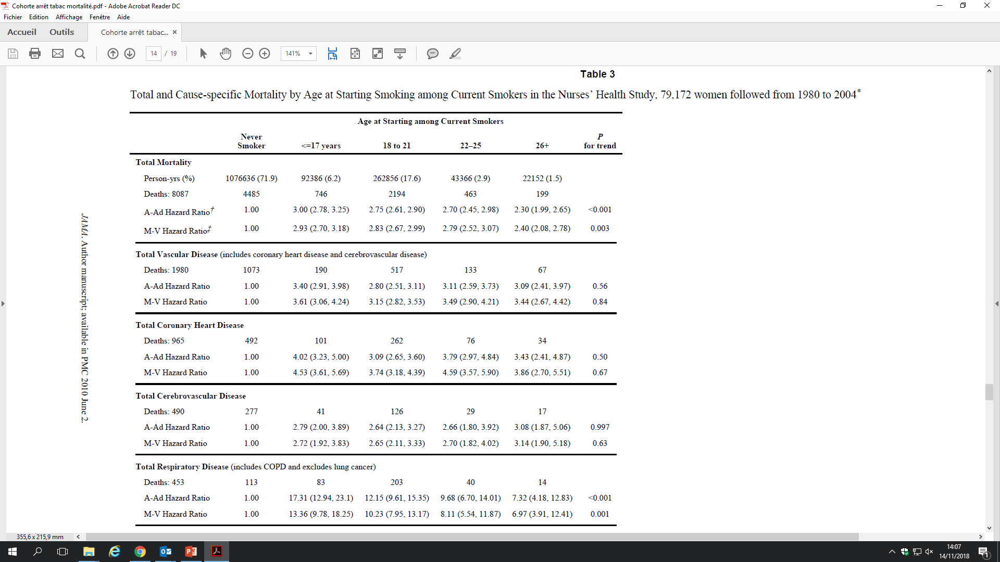 Cohorte arrêt tabac mortalité.pdf - Adobe Acrobat Reader DC
Fichier Edition Affichage Fenêtre Aide
Accueil Outils Cohorte arrêt tabac... ×
14 / 19 141%
Table 3
Total and Cause-specific Mortality by Age at Starting Smoking among Current Smokers in the Nurses’ Health Study, 79,172 women followed from 1980 to 2004*
Age at Starting among Current Smokers
Never Smoker <=17 years 18 to 21 22–25 26+ P for trend
Total Mortality
Person-yrs (%) 1076636 (71.9) 92386 (6.2) 262856 (17.6) 43366 (2.9) 22152 (1.5)
Deaths: 8087 4485 746 2194 463 199
A-Ad Hazard Ratio† 1.00 3.00 (2.78, 3.25) 2.75 (2.61, 2.90) 2.70 (2.45, 2.98) 2.30 (1.99, 2.65) <0.001
M-V Hazard Ratio‡ 1.00 2.93 (2.70, 3.18) 2.83 (2.67, 2.99) 2.79 (2.52, 3.07) 2.40 (2.08, 2.78) 0.003
Total Vascular Disease (includes coronary heart disease and cerebrovascular disease)
Deaths: 1980 1073 190 517 133 67
A-Ad Hazard Ratio 1.00 3.40 (2.91, 3.98) 2.80 (2.51, 3.11) 3.11 (2.59, 3.73) 3.09 (2.41, 3.97) 0.56
M-V Hazard Ratio 1.00 3.61 (3.06, 4.24) 3.15 (2.82, 3.53) 3.49 (2.90, 4.21) 3.44 (2.67, 4.42) 0.84
Total Coronary Heart Disease
Deaths: 965 492 101 262 76 34
A-Ad Hazard Ratio 1.00 4.02 (3.23, 5.00) 3.09 (2.65, 3.60) 3.79 (2.97, 4.84) 3.43 (2.41, 4.87) 0.50
M-V Hazard Ratio 1.00 4.53 (3.61, 5.69) 3.74 (3.18, 4.39) 4.59 (3.57, 5.90) 3.86 (2.70, 5.51) 0.67
Total Cerebrovascular Disease
Deaths: 490 277 41 126 29 17
A-Ad Hazard Ratio 1.00 2.79 (2.00, 3.89) 2.64 (2.13, 3.27) 2.66 (1.80, 3.92) 3.08 (1.87, 5.06) 0.997
M-V Hazard Ratio 1.00 2.72 (1.92, 3.83) 2.65 (2.11, 3.33) 2.70 (1.82, 4.02) 3.14 (1.90, 5.18) 0.63
Total Respiratory Disease (includes COPD and excludes lung cancer)
Deaths: 453 113 83 203 40 14
A-Ad Hazard Ratio 1.00 17.31 (12.94, 23.1) 12.15 (9.61, 15.35) 9.68 (6.70, 14.01) 7.32 (4.18, 12.83) <0.001
M-V Hazard Ratio 1.00 13.36 (9.78, 18.25) 10.23 (7.95, 13.17) 8.11 (5.54, 11.87) 6.97 (3.91, 12.41) 0.001
JAMA. Author manuscript; available in PMC 2010 June 2.
355,6 x 215,9 mm
14:07
14/11/2018
1